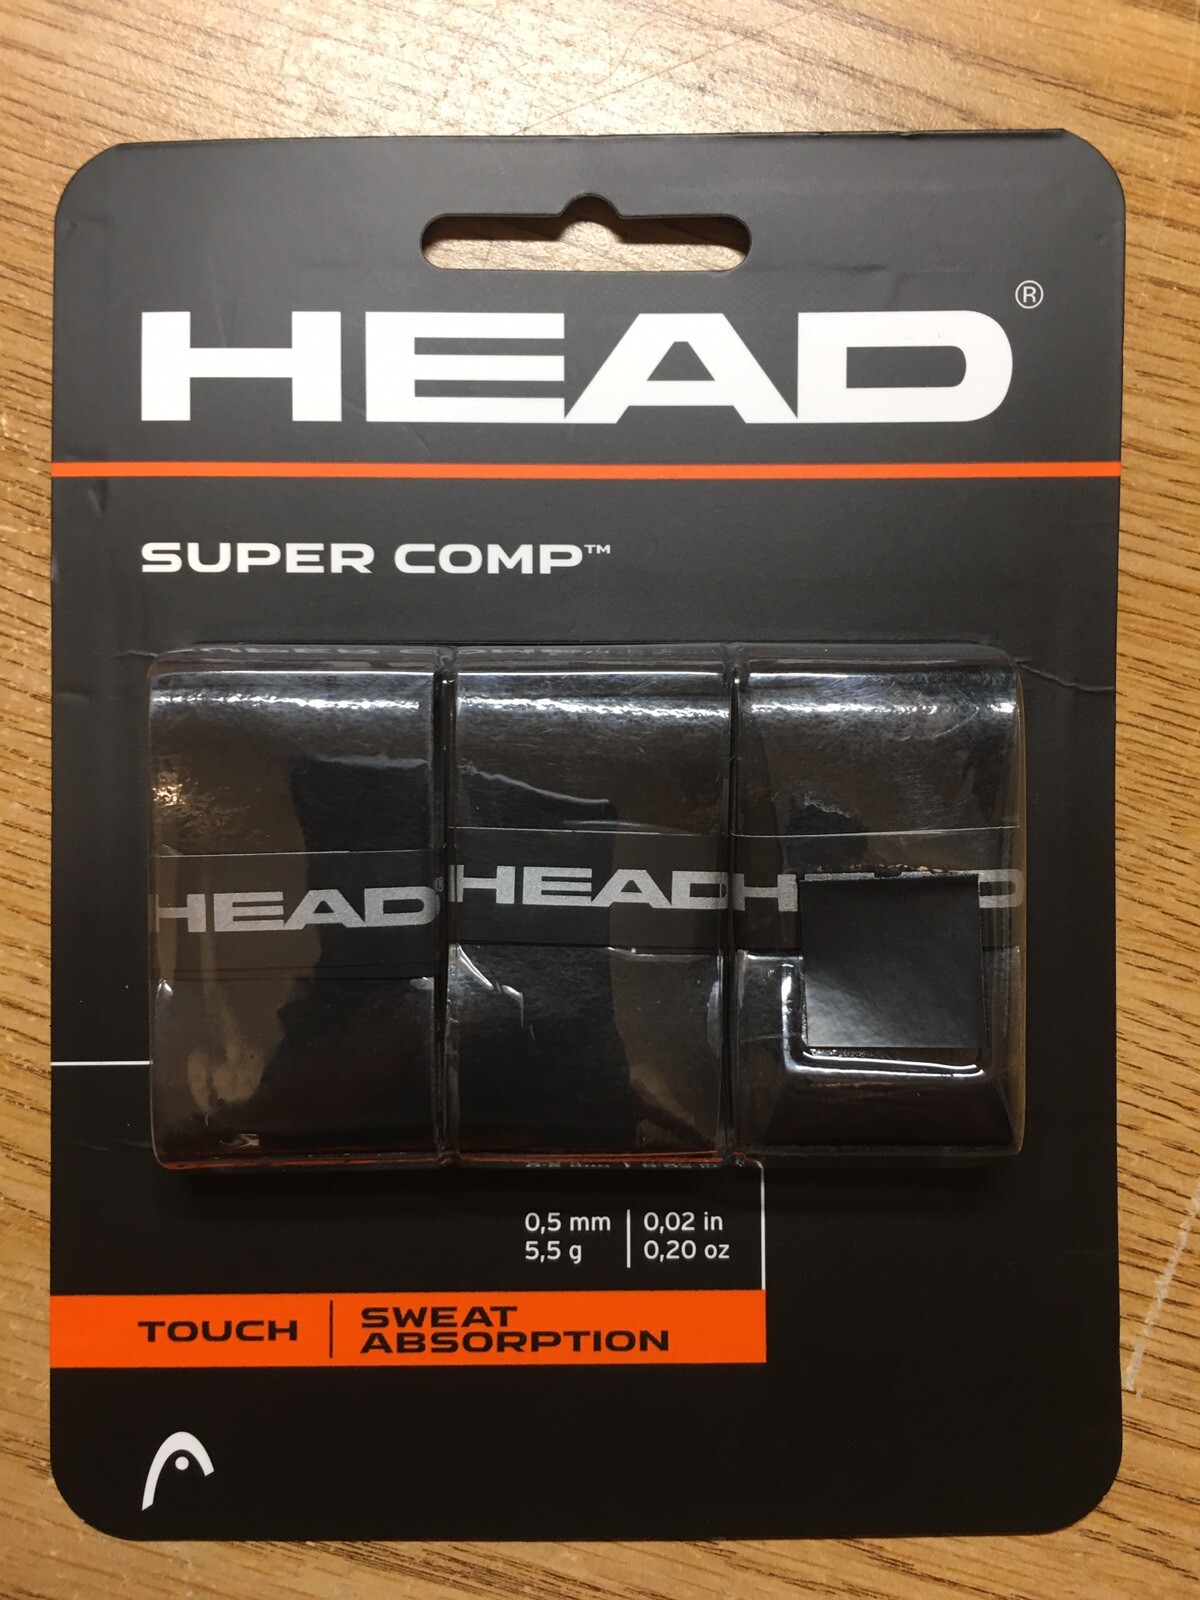 HEAD®
SUPER COMP™
HEAD®
HEAD
0,5 mm | 0,02 in
5,5 g | 0,20 oz
TOUCH | SWEAT
ABSORPTION